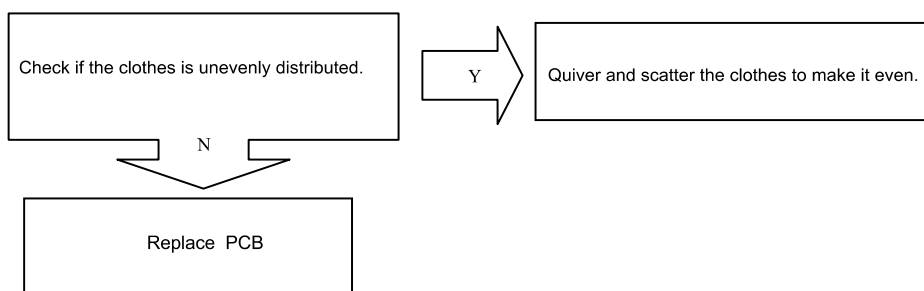 Check if the clothes is unevenly distributed.
Y
Quiver and scatter the clothes to make it even.
N
Replace PCB